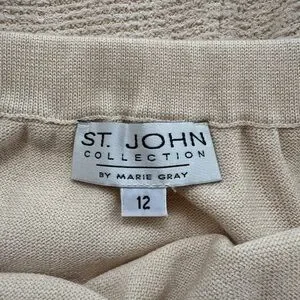 ST. JOHN
COLLECTION
BY MARIE GRAY
12